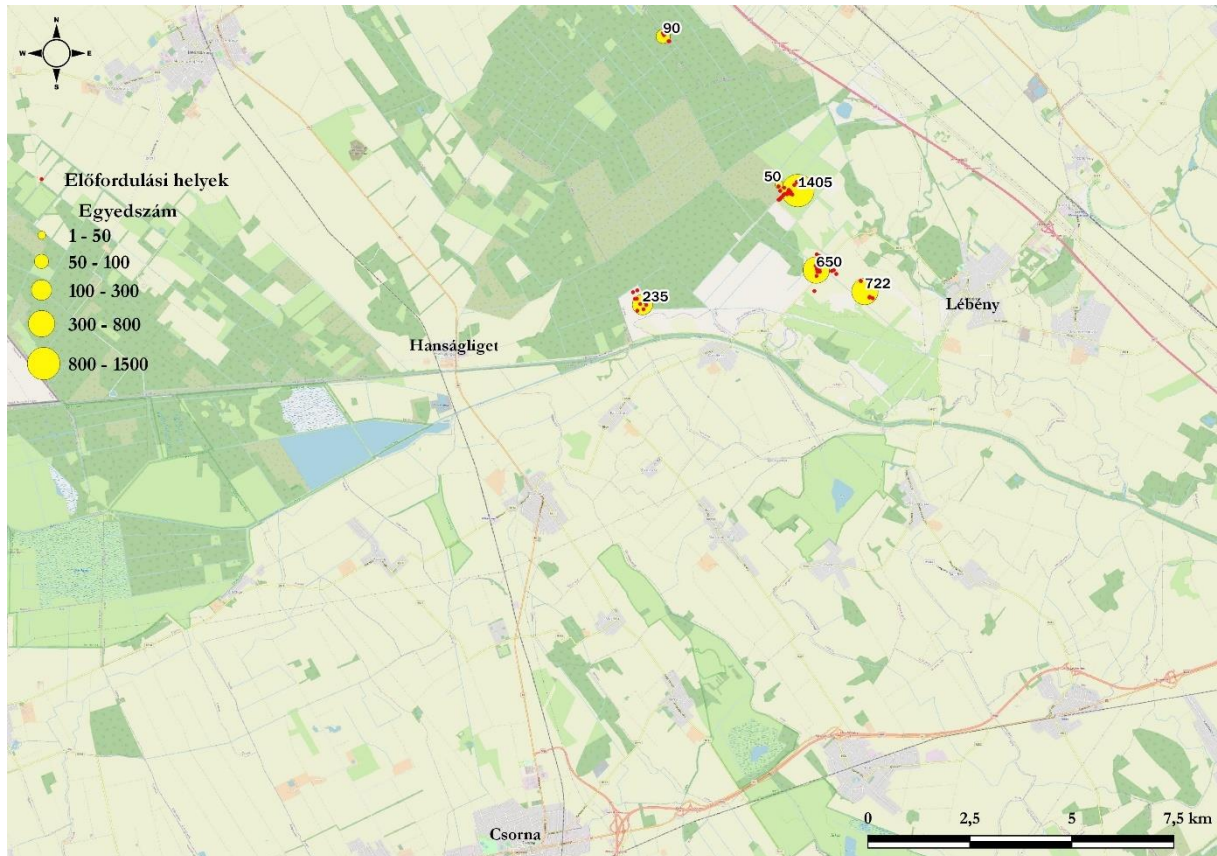 N
W E
S
90
50
1405
650
722
235
Előfordulási helyek
Egyedszám
1 - 50
50 - 100
100 - 300
300 - 800
800 - 1500
Hanságliget
Lébény
Csorna
0 2,5 5 7,5 km